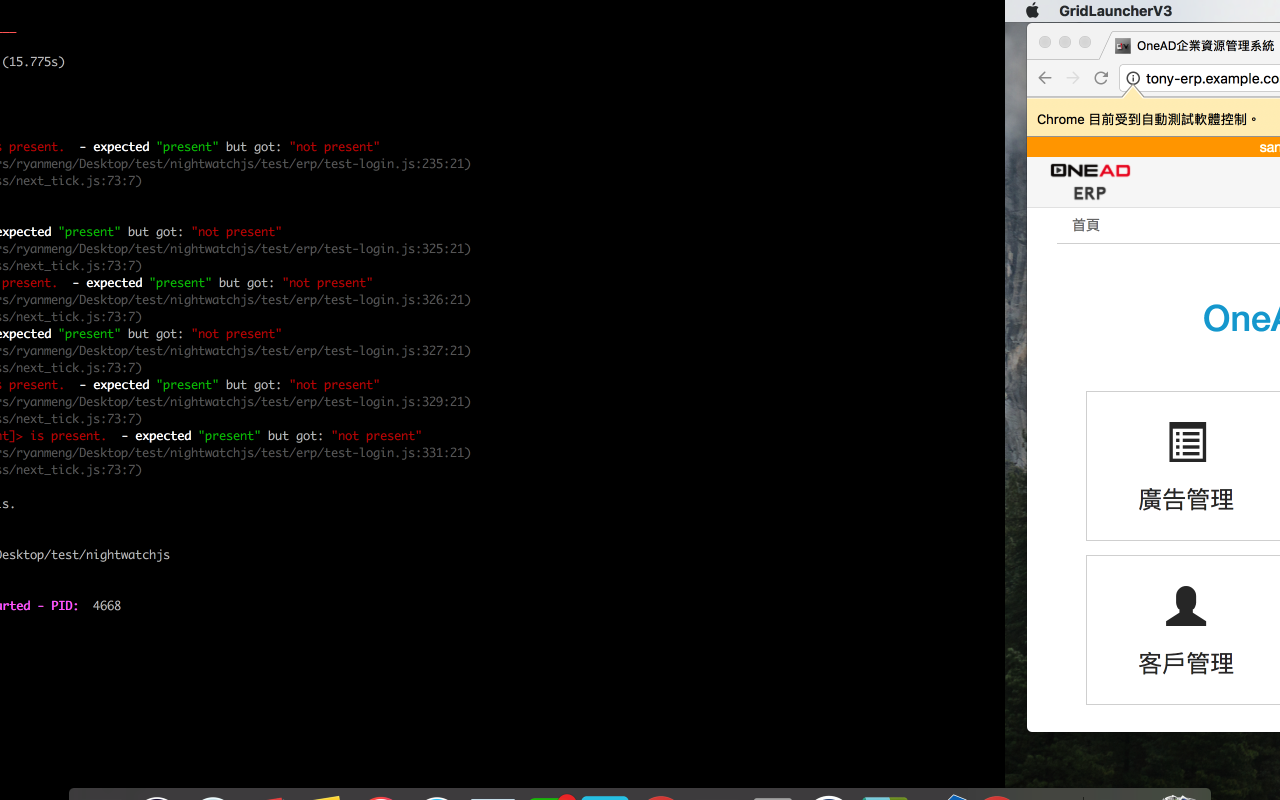 (15.775s)
present. - expected "present" but got: "not present"
/ryanmeng/Desktop/test/nightwatchjs/test/erp/test-login.js:235:21)
/next_tick.js:73:7)
expected "present" but got: "not present"
/ryanmeng/Desktop/test/nightwatchjs/test/erp/test-login.js:325:21)
/next_tick.js:73:7)
present. - expected "present" but got: "not present"
/ryanmeng/Desktop/test/nightwatchjs/test/erp/test-login.js:326:21)
/next_tick.js:73:7)
expected "present" but got: "not present"
/ryanmeng/Desktop/test/nightwatchjs/test/erp/test-login.js:327:21)
/next_tick.js:73:7)
present. - expected "present" but got: "not present"
/ryanmeng/Desktop/test/nightwatchjs/test/erp/test-login.js:329:21)
/next_tick.js:73:7)
]> is present. - expected "present" but got: "not present"
/ryanmeng/Desktop/test/nightwatchjs/test/erp/test-login.js:331:21)
/next_tick.js:73:7)
s.
Desktop/test/nightwatchjs
arted - PID: 4668
GridLauncherV3
OneAD企業資源管理系統
tony-erp.example.co
Chrome 目前受到自動測試軟體控制。
san
ONEAD
ERP
首頁
OneA
廣告管理
客戶管理